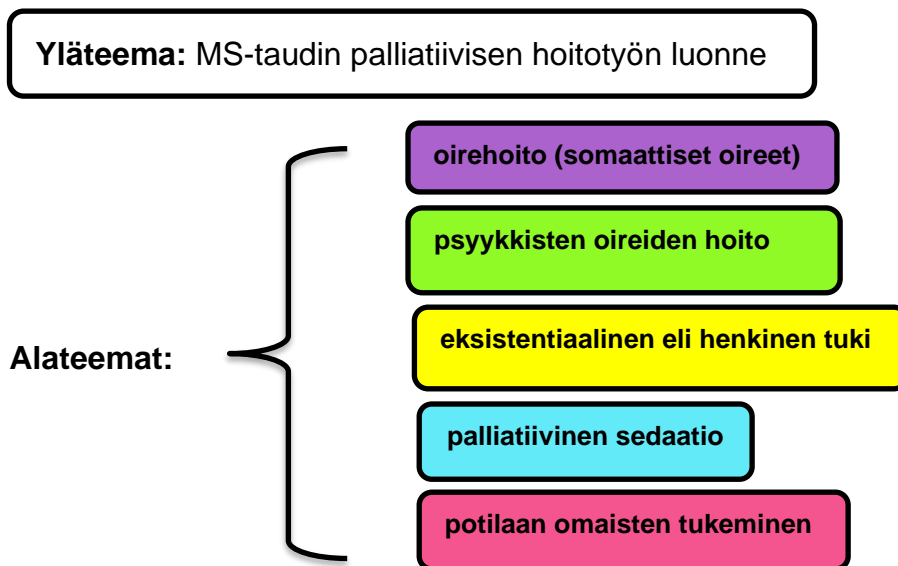 Yläteema: MS-taudin palliatiivisen hoitotyön luonne
oirehoito (somaattiset oireet)
psyykkisten oireiden hoito
eksistentiaalinen eli henkinen tuki
Alateemat:
palliatiivinen sedaatio
potilaan omaisten tukeminen